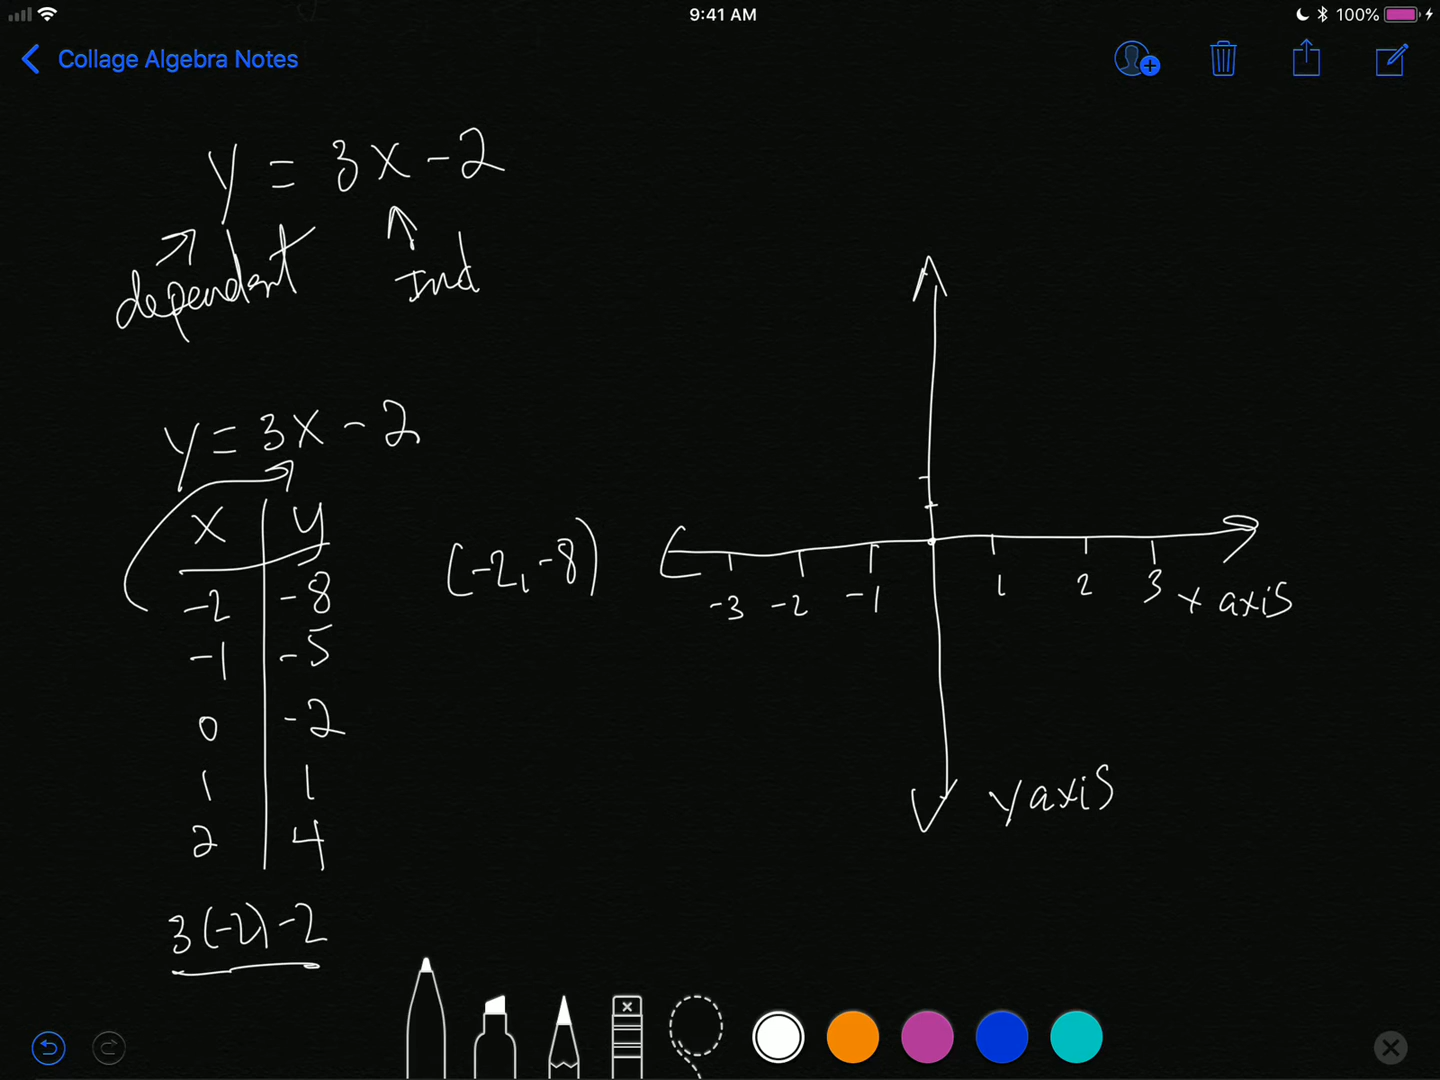 9:41 AM
100%
Collage Algebra Notes
y = 3x - 2
dependent Ind
y = 3x - 2
x y
-2 -8
-1 -5
0 -2
1 1
2 4
3(-2) -2
(-2, -8)
-3 -2 -1 1 2 3 x axis
y axis